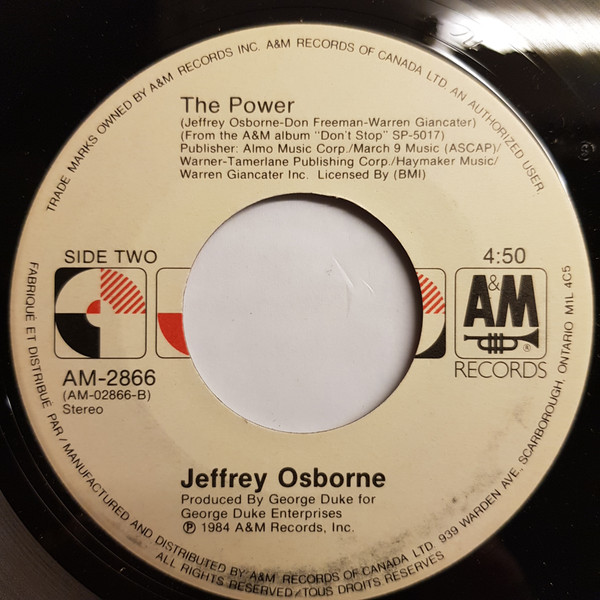 TRADE MARKS OWNED BY A&M RECORDS INC. A&M RECORDS OF CANADA LTD AN AUTHORIZED USER.
The Power
(Jeffrey Osborne-Don Freeman-Warren Giancater)
(From the A&M album "Don't Stop" SP-5017)
Publisher: Almo Music Corp./March 9 Music (ASCAP)/
Warner-Tamerlane Publishing Corp./Haymaker Music/
Warren Giancater Inc. Licensed By (BMI)
SIDE TWO
4:50
A&M
®
RECORDS
AM-2866
(AM-02866-B)
Stereo
Jeffrey Osborne
Produced By George Duke for
George Duke Enterprises
℗ 1984 A&M Records, Inc.
FABRIQUÉ ET DISTRIBUÉ PAR / MANUFACTURED AND DISTRIBUTED BY A&M RECORDS OF CANADA LTD. 939 WARDEN AVE. SCARBOROUGH, ONTARIO M1L 4C5
ALL RIGHTS RESERVED/TOUS DROITS RESERVÉS